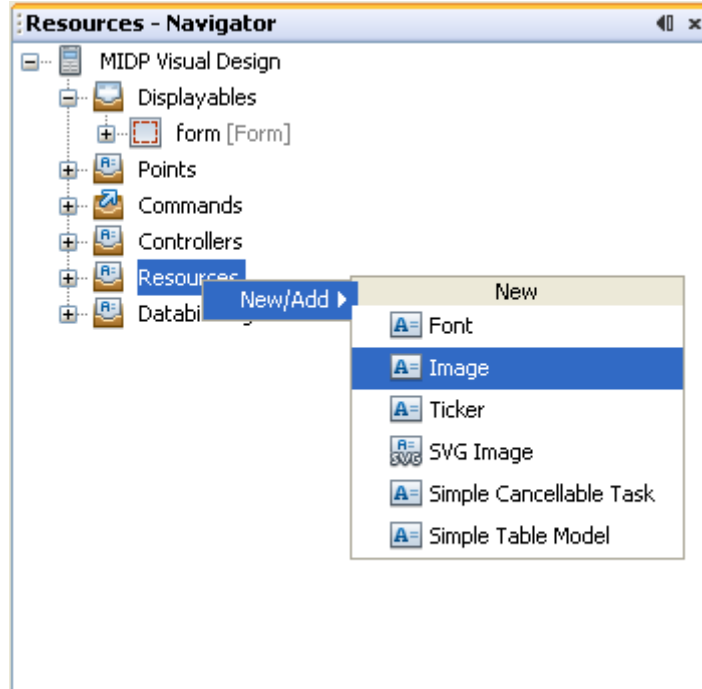 Resources - Navigator
MIDP Visual Design
Displayables
form [Form]
Points
Commands
Controllers
Resources
New/Add
New
Font
Image
Ticker
SVG Image
Simple Cancellable Task
Simple Table Model